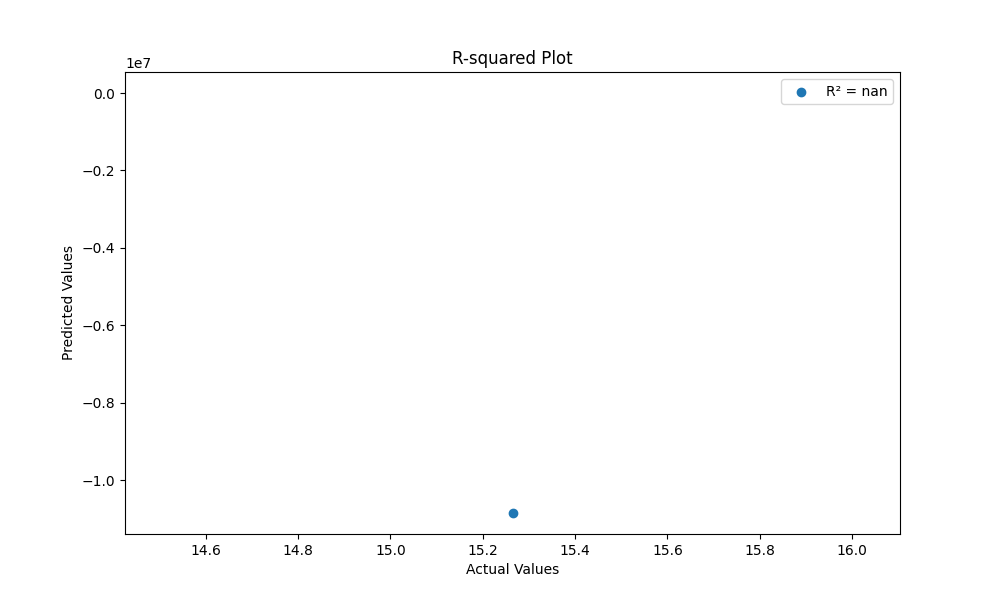 R-squared Plot
1e7
R² = nan
0.0
−0.2
−0.4
−0.6
−0.8
−1.0
Predicted Values
14.6 14.8 15.0 15.2 15.4 15.6 15.8 16.0
Actual Values